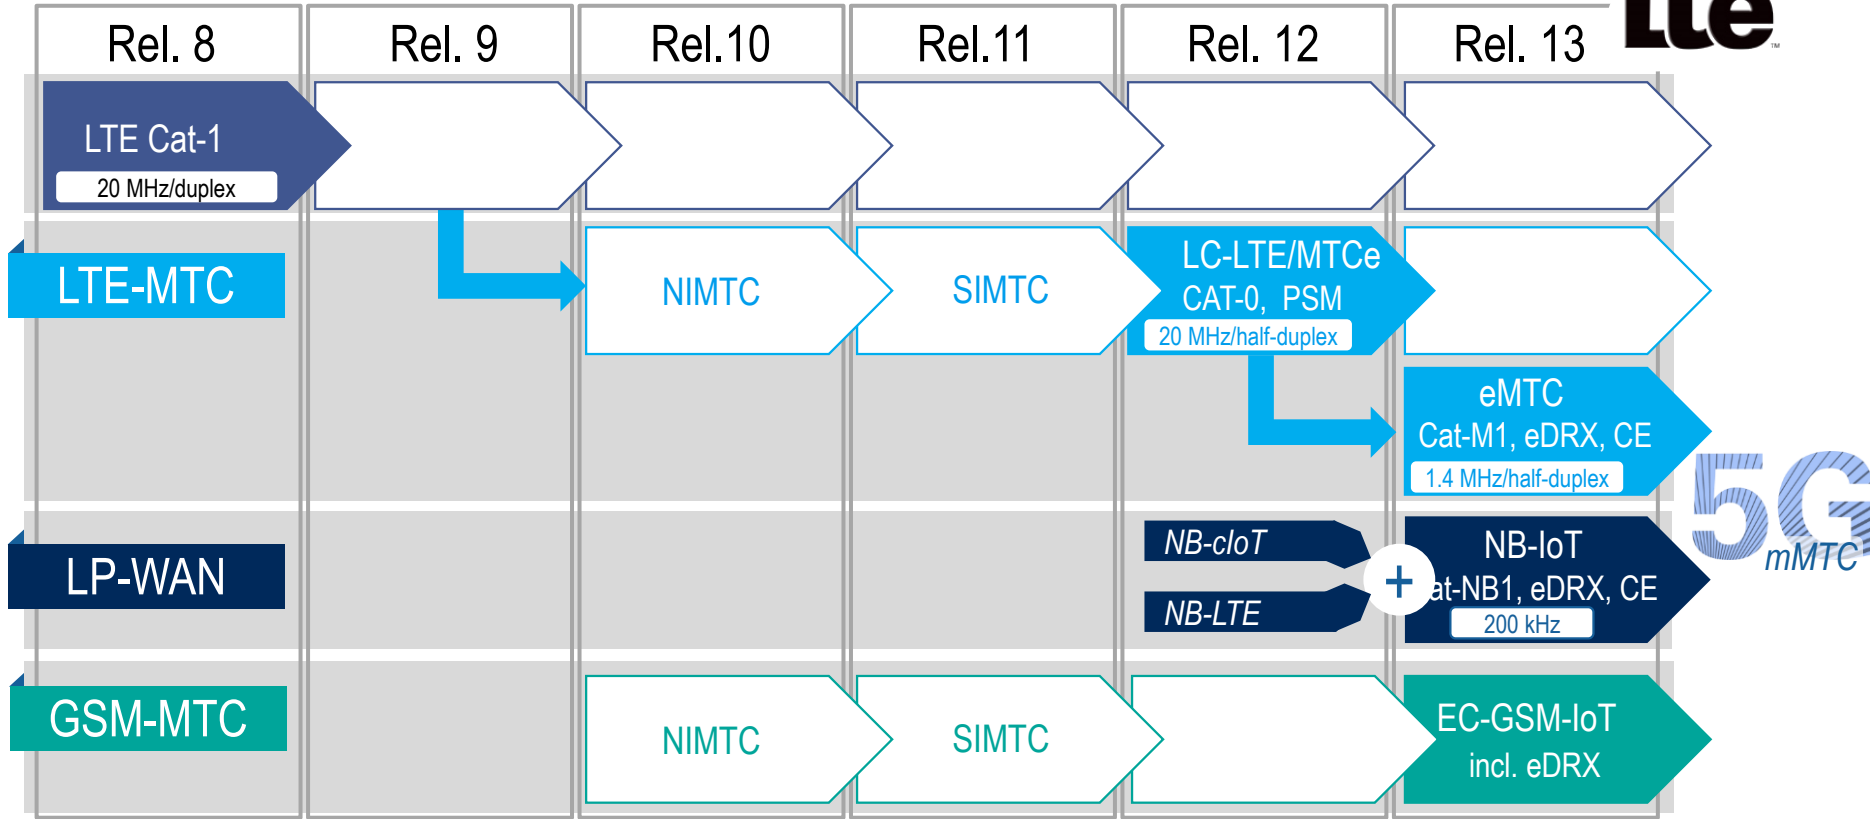 Rel. 8
Rel. 9
Rel.10
Rel.11
Rel. 12
Rel. 13
Lte
™
LTE Cat-1
20 MHz/duplex
LTE-MTC
NIMTC
SIMTC
LC-LTE/MTCe
CAT-0, PSM
20 MHz/half-duplex
eMTC
Cat-M1, eDRX, CE
1.4 MHz/half-duplex
5G
mMTC
LP-WAN
NB-cIoT
NB-LTE
+
NB-IoT
at-NB1, eDRX, CE
200 kHz
GSM-MTC
NIMTC
SIMTC
EC-GSM-IoT
incl. eDRX